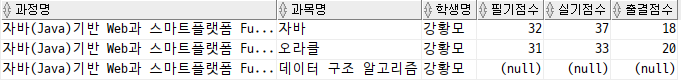 과정명 과목명 학생명 필기점수 실기점수 출결점수
자바(Java)기반 Web과 스마트플랫폼 Fu... 자바 강황모 32 37 18
자바(Java)기반 Web과 스마트플랫폼 Fu... 오라클 강황모 31 33 20
자바(Java)기반 Web과 스마트플랫폼 Fu... 데이터 구조 알고리즘 강황모 (null) (null) (null)